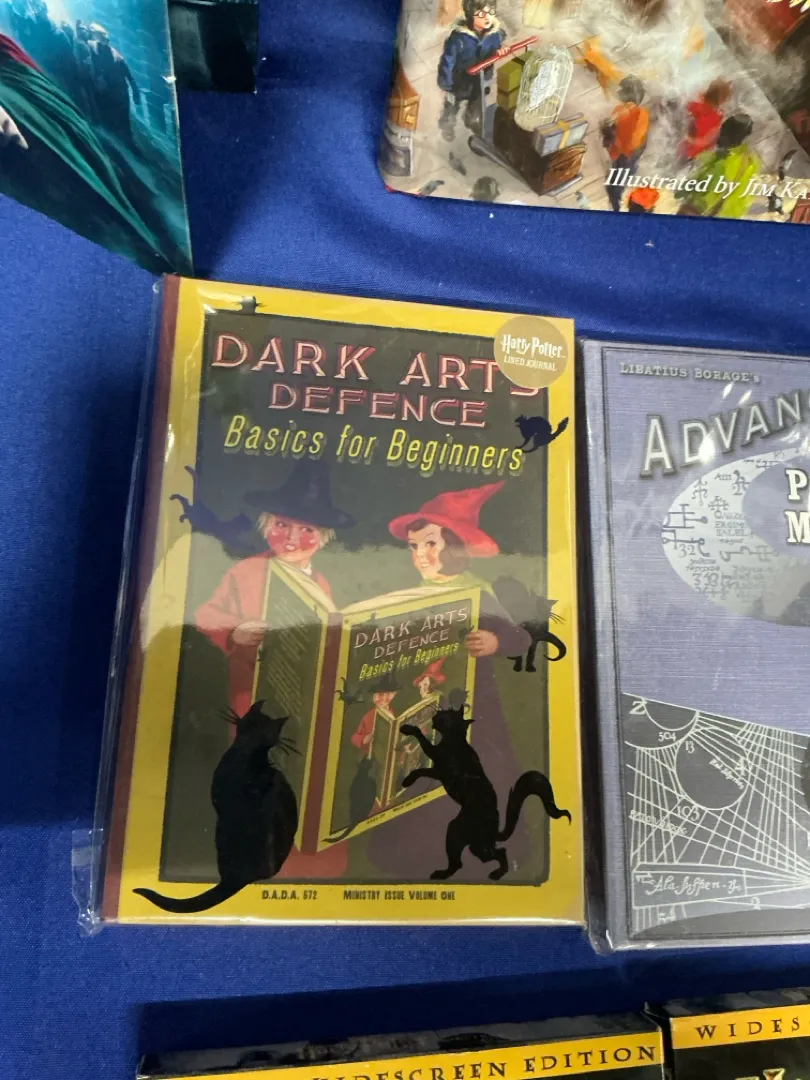 Illustrated by JIM KA
Harry Potter
LINED JOURNAL
DARK ARTS
DEFENCE
Basics for Beginners
DARK ARTS
DEFENCE
Basics for Beginners
D.A.D.A. 672 MINISTRY ISSUE VOLUME ONE
LIBATIUS BORAGE'S
ADVAN
P
M
WIDESCREEN EDITION
WIDES